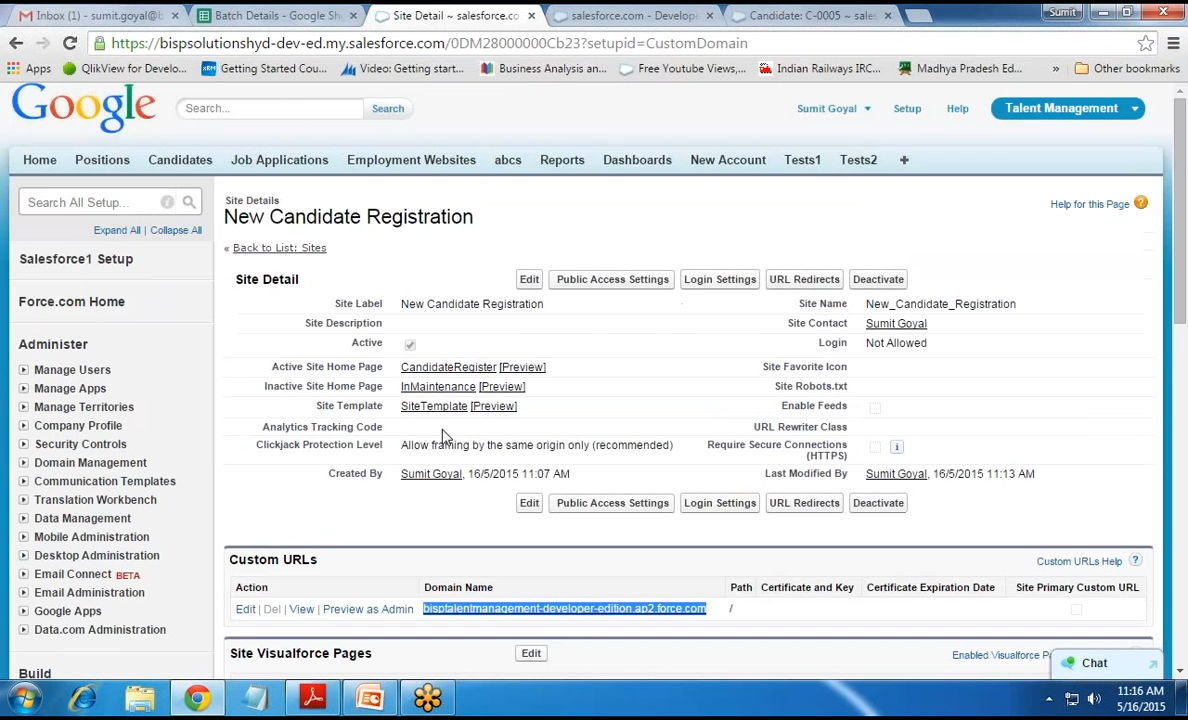 Inbox (1) - sumit.goyal@b
Batch Details - Google Sh
Site Detail ~ salesforce.co
salesforce.com - Develop
Candidate: C-0005 ~ sales
Sumit
https://bispsolutionshyd-dev-ed.my.salesforce.com/0DM28000000Cb23?setupid=CustomDomain
Apps QlikView for Develo... Getting Started Cou... Video: Getting start... Business Analysis an... Free Youtube Views,... Indian Railways IRC... Madhya Pradesh Ed... » Other bookmarks
Google Search... Search Sumit Goyal Setup Help Talent Management
Home Positions Candidates Job Applications Employment Websites abcs Reports Dashboards New Account Tests1 Tests2 +
Search All Setup...
Expand All | Collapse All
Salesforce1 Setup
Force.com Home
Administer
Manage Users
Manage Apps
Manage Territories
Company Profile
Security Controls
Domain Management
Communication Templates
Translation Workbench
Data Management
Mobile Administration
Desktop Administration
Email Connect BETA
Email Administration
Google Apps
Data.com Administration
Build
Site Details
New Candidate Registration
Help for this Page
« Back to List: Sites
Site Detail Edit Public Access Settings Login Settings URL Redirects Deactivate
Site Label New Candidate Registration Site Name New_Candidate_Registration
Site Description Site Contact Sumit Goyal
Active Login Not Allowed
Active Site Home Page CandidateRegister [Preview] Site Favorite Icon
Inactive Site Home Page InMaintenance [Preview] Site Robots.txt
Site Template SiteTemplate [Preview] Enable Feeds
Analytics Tracking Code URL Rewriter Class
Clickjack Protection Level Allow framing by the same origin only (recommended) Require Secure Connections
(HTTPS)
Created By Sumit Goyal, 16/5/2015 11:07 AM Last Modified By Sumit Goyal, 16/5/2015 11:13 AM
Edit Public Access Settings Login Settings URL Redirects Deactivate
Custom URLs Custom URLs Help
Action Domain Name Path Certificate and Key Certificate Expiration Date Site Primary Custom URL
Edit | Del | View | Preview as Admin bisptalentmanagement-developer-edition.ap2.force.com /
Site Visualforce Pages Edit Enabled Visualforce P
Chat
11:16 AM
5/16/2015